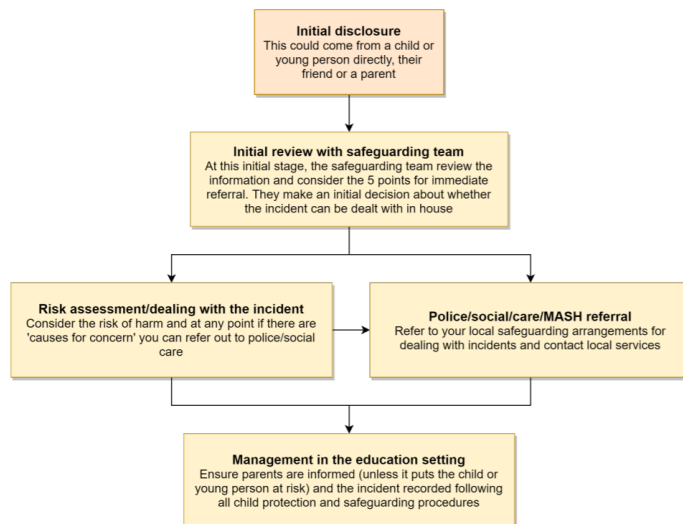 Initial disclosure
This could come from a child or
young person directly, their
friend or a parent
Initial review with safeguarding team
At this initial stage, the safeguarding team review the
information and consider the 5 points for immediate
referral. They make an initial decision about whether
the incident can be dealt with in house
Risk assessment/dealing with the incident
Consider the risk of harm and at any point if there are
'causes for concern' you can refer out to police/social
care
Police/social/care/MASH referral
Refer to your local safeguarding arrangements for
dealing with incidents and contact local services
Management in the education setting
Ensure parents are informed (unless it puts the child or
young person at risk) and the incident recorded following
all child protection and safeguarding procedures